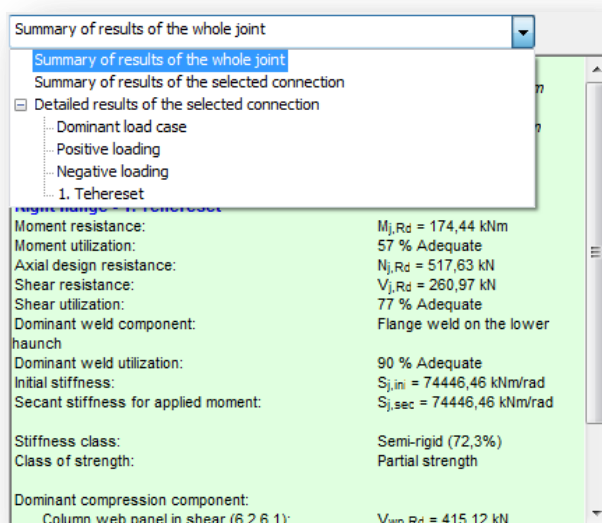 Summary of results of the whole joint
Summary of results of the whole joint
Summary of results of the selected connection
Detailed results of the selected connection
Dominant load case
Positive loading
Negative loading
1. Tehereset
Moment resistance: Mj,Rd = 174,44 kNm
Moment utilization: 57 % Adequate
Axial design resistance: Nj,Rd = 517,63 kN
Shear resistance: Vj,Rd = 260,97 kN
Shear utilization: 77 % Adequate
Dominant weld component: Flange weld on the lower
haunch
Dominant weld utilization: 90 % Adequate
Initial stiffness: Sj,ini = 74446,46 kNm/rad
Secant stiffness for applied moment: Sj,sec = 74446,46 kNm/rad
Stiffness class: Semi-rigid (72,3%)
Class of strength: Partial strength
Dominant compression component:
Column web panel in shear (6.2.6.1): Vwp,Rd = 415,12 kN